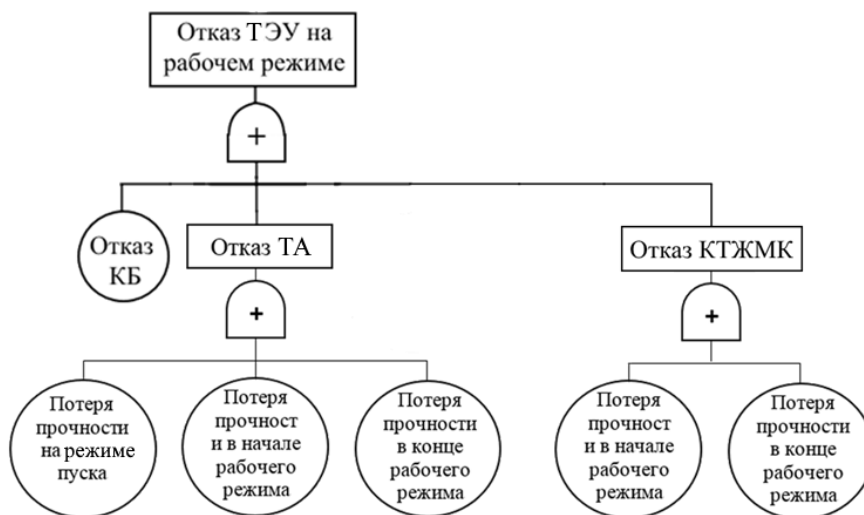 Отказ ТЭУ на
рабочем режиме
+
Отказ
КБ
Отказ ТА
Отказ КТЖМК
+
+
Потеря
прочности
на режиме
пуска
Потеря
прочност
и в начале
рабочего
режима
Потеря
прочности
в конце
рабочего
режима
Потеря
прочност
и в начале
рабочего
режима
Потеря
прочности
в конце
рабочего
режима